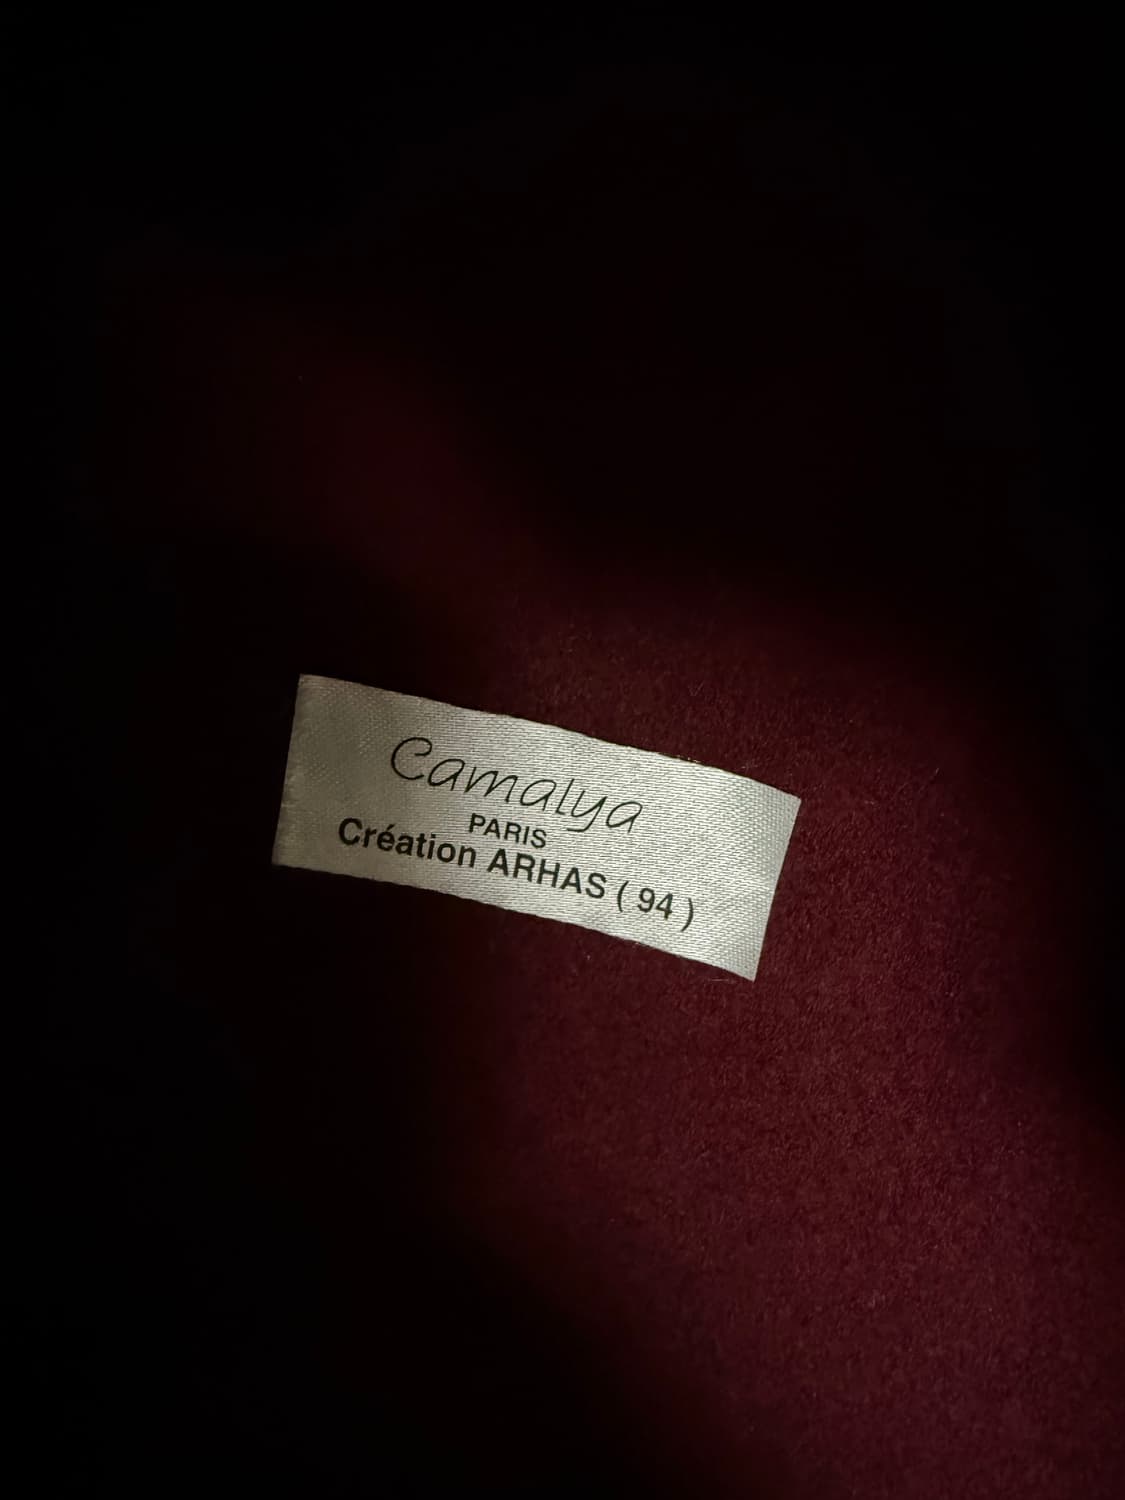 Camalya
PARIS
Création ARHAS ( 94 )